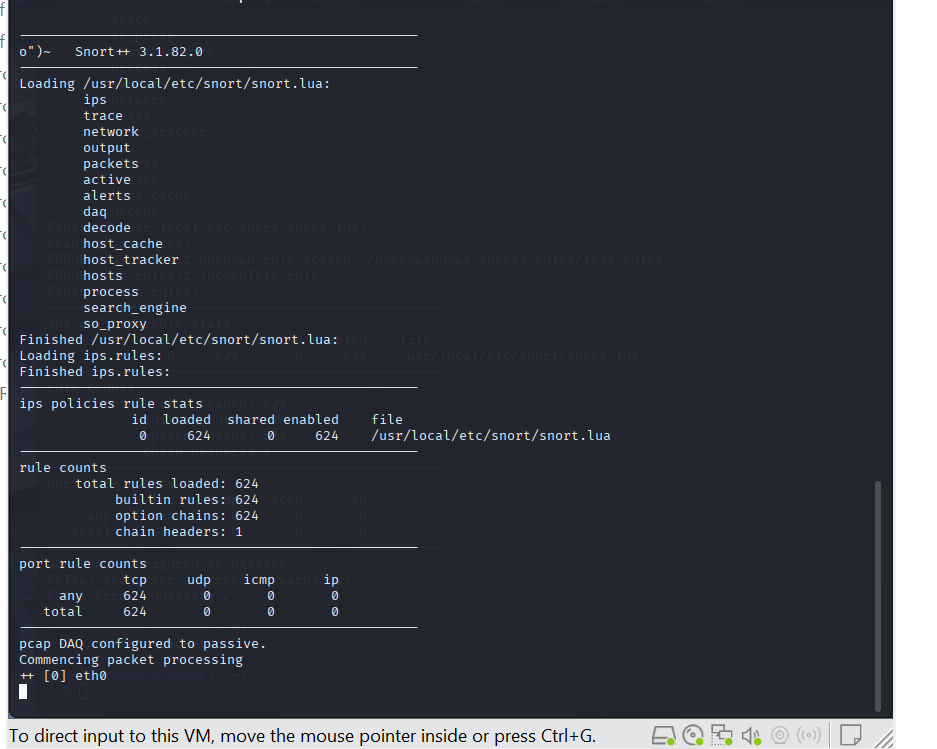 o")~   Snort++ 3.1.82.0
Loading /usr/local/etc/snort/snort.lua:
        ips
        trace
        network
        output
        packets
        active
        alerts
        daq
        decode
        host_cache
        host_tracker
        hosts
        process
        search_engine
        so_proxy
Finished /usr/local/etc/snort/snort.lua:
Loading ips.rules:
Finished ips.rules:
ips policies rule stats
              id  loaded  shared enabled    file
               0     624       0     624    /usr/local/etc/snort/snort.lua
rule counts
       total rules loaded: 624
            builtin rules: 624
            option chains: 624
            chain headers: 1
port rule counts
             tcp     udp    icmp      ip
     any     624       0       0       0
   total     624       0       0       0
pcap DAQ configured to passive.
Commencing packet processing
++ [0] eth0
To direct input to this VM, move the mouse pointer inside or press Ctrl+G.